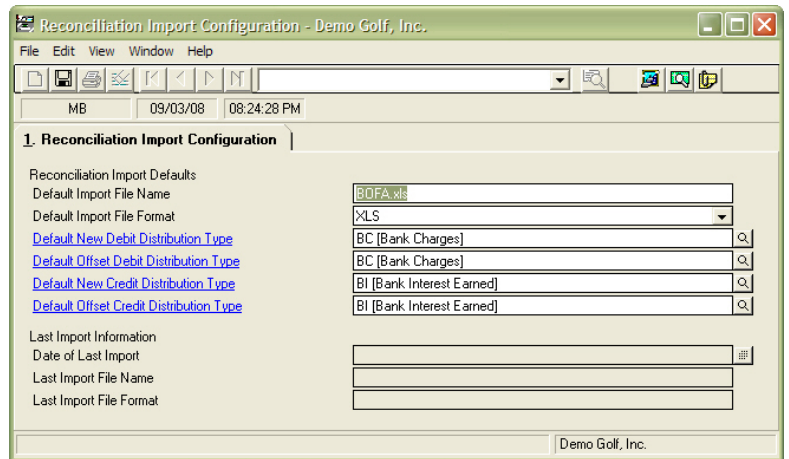 Reconciliation Import Configuration - Demo Golf, Inc.
File Edit View Window Help
MB 09/03/08 08:24:28 PM
1. Reconciliation Import Configuration
Reconciliation Import Defaults
Default Import File Name BOFA.xls
Default Import File Format XLS
Default New Debit Distribution Type BC [Bank Charges]
Default Offset Debit Distribution Type BC [Bank Charges]
Default New Credit Distribution Type BI [Bank Interest Earned]
Default Offset Credit Distribution Type BI [Bank Interest Earned]
Last Import Information
Date of Last Import
Last Import File Name
Last Import File Format
Demo Golf, Inc.